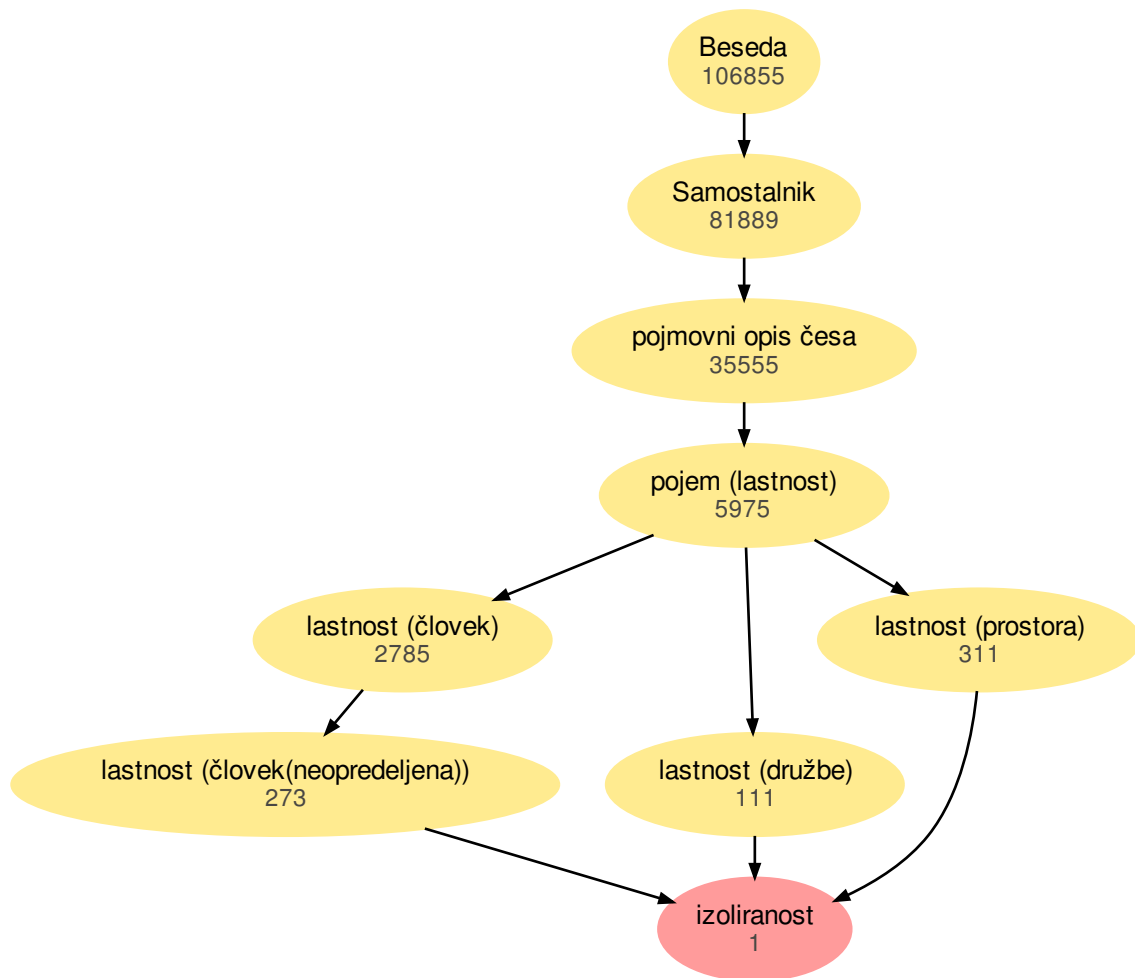 Beseda
106855
Samostalnik
81889
pojmovni opis česa
35555
pojem (lastnost)
5975
lastnost (človek)
2785
lastnost (prostora)
311
lastnost (človek(neopredeljena))
273
lastnost (družbe)
111
izoliranost
1